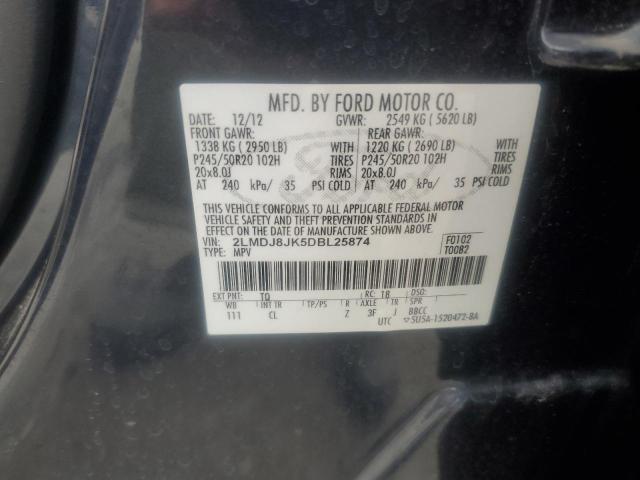 MFD. BY FORD MOTOR CO.
DATE: 12/12 GVWR: 2549 KG ( 5620 LB)
FRONT GAWR: REAR GAWR:
1338 KG ( 2950 LB) WITH 1220 KG ( 2690 LB) WITH
P245/50R20 102H TIRES P245/50R20 102H TIRES
20x8.0J RIMS 20x8.0J RIMS
AT 240 kPa/ 35 PSI COLD AT 240 kPa/ 35 PSI COLD
THIS VEHICLE CONFORMS TO ALL APPLICABLE FEDERAL MOTOR
VEHICLE SAFETY AND THEFT PREVENTION STANDARDS IN
EFFECT ON THE DATE OF MANUFACTURE SHOWN ABOVE.
VIN: 2LMDJ8JK5DBL25874 F0102
TYPE: MPV T0082
EXT PNT: TQ RC: 18 DSO:
WB INT TR TP/PS R AXLE TR SPR
111 CL Z 3F J BBCC
UTC 5U5A-1520472-BA